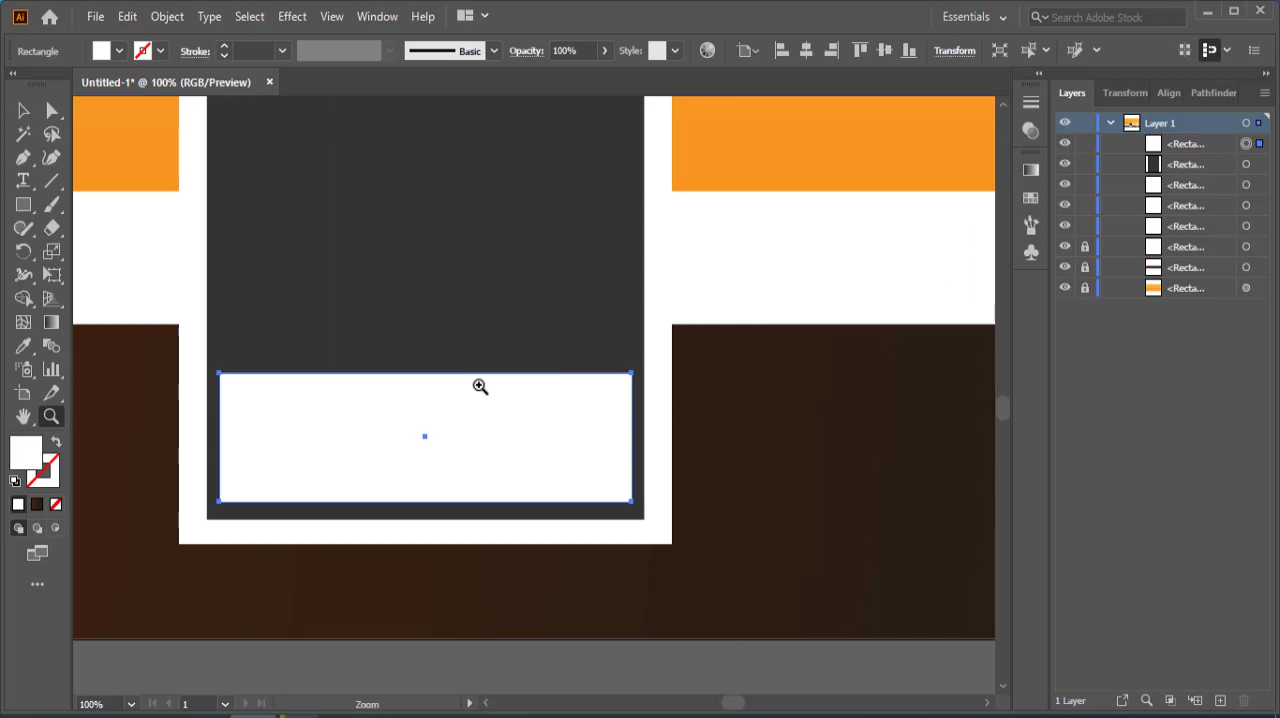 Ai File Edit Object Type Select Effect View Window Help Essentials Search Adobe Stock
Rectangle Stroke: Basic Opacity: 100% Style: Transform
Untitled-1* @ 100% (RGB/Preview) ×
Layers Transform Align Pathfinder
Layer 1
<Recta...
<Recta...
<Recta...
<Recta...
<Recta...
<Recta...
<Recta...
<Recta...
100% 1 Zoom
1 Layer